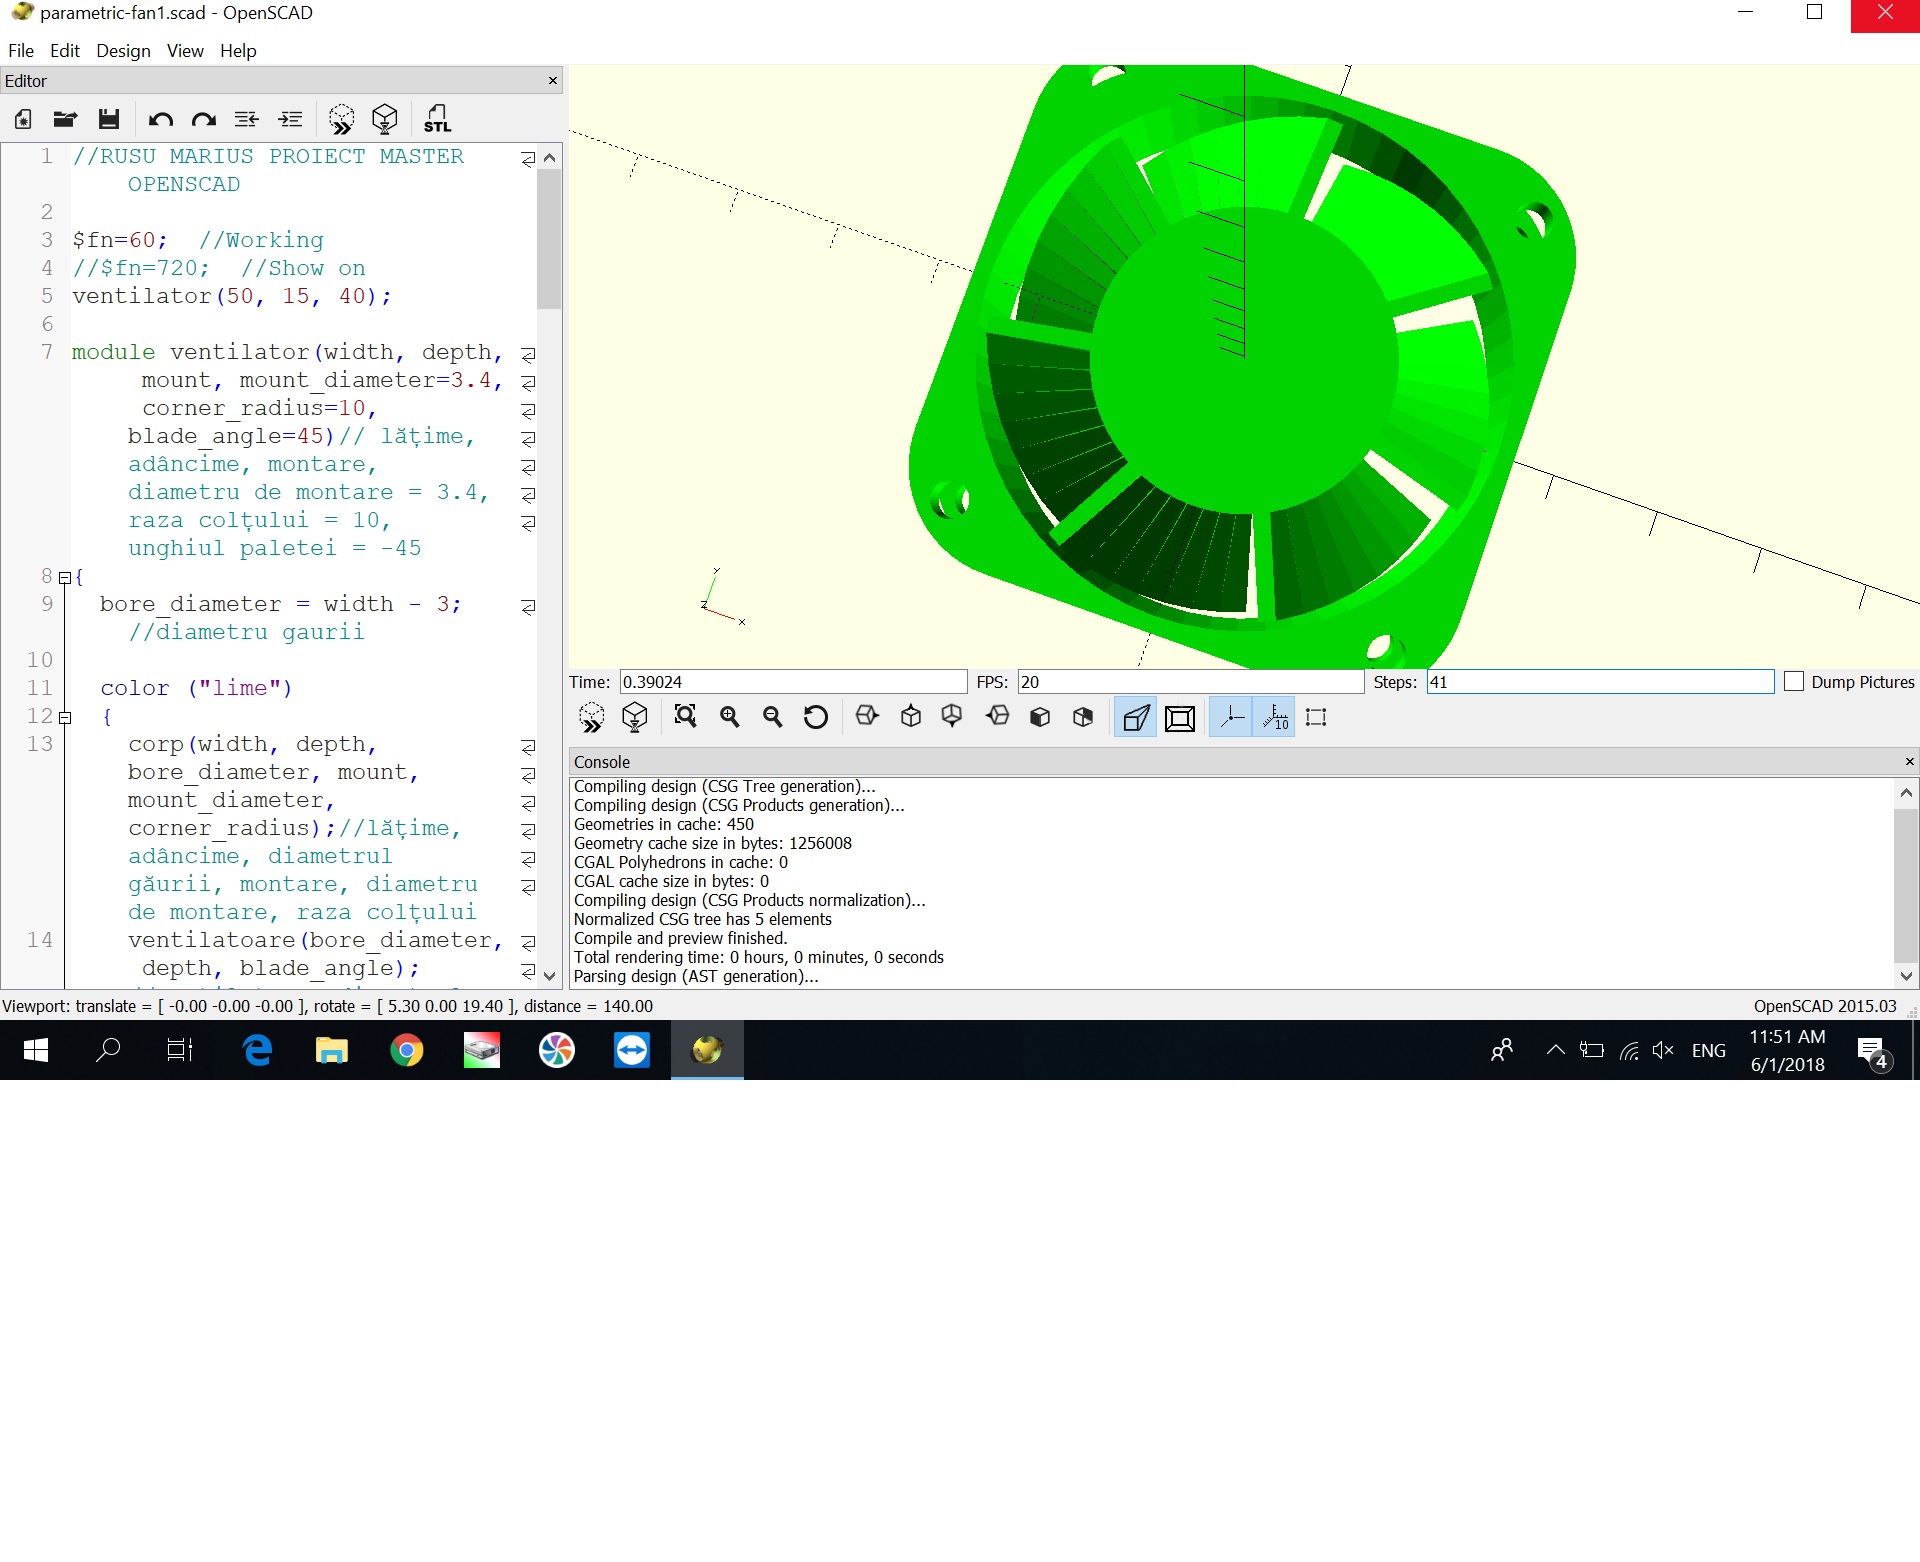 parametric-fan1.scad - OpenSCAD
File Edit Design View Help
Editor
STL
1 //RUSU MARIUS PROIECT MASTER
OPENSCAD
2
3 $fn=60;  //Working
4 //$fn=720;  //Show on
5 ventilator(50, 15, 40);
6
7 module ventilator(width, depth,
mount, mount_diameter=3.4,
corner_radius=10,
blade_angle=45)// lățime,
adâncime, montare,
diametru de montare = 3.4,
raza colțului = 10,
unghiul paletei = -45
8 {
9 bore_diameter = width - 3;
//diametru gaurii
10
11 color ("lime")
12 {
13 corp(width, depth,
bore_diameter, mount,
mount_diameter,
corner_radius);//lățime,
adâncime, diametrul
găurii, montare, diametru
de montare, raza colțului
14 ventilatoare(bore_diameter,
depth, blade_angle);
Y
Z
X
Time: 0.39024 FPS: 20 Steps: 41 Dump Pictures
10
Console
Compiling design (CSG Tree generation)...
Compiling design (CSG Products generation)...
Geometries in cache: 450
Geometry cache size in bytes: 1256008
CGAL Polyhedrons in cache: 0
CGAL cache size in bytes: 0
Compiling design (CSG Products normalization)...
Normalized CSG tree has 5 elements
Compile and preview finished.
Total rendering time: 0 hours, 0 minutes, 0 seconds
Parsing design (AST generation)...
Viewport: translate = [ -0.00 -0.00 -0.00 ], rotate = [ 5.30 0.00 19.40 ], distance = 140.00
OpenSCAD 2015.03
ENG
11:51 AM
6/1/2018
4